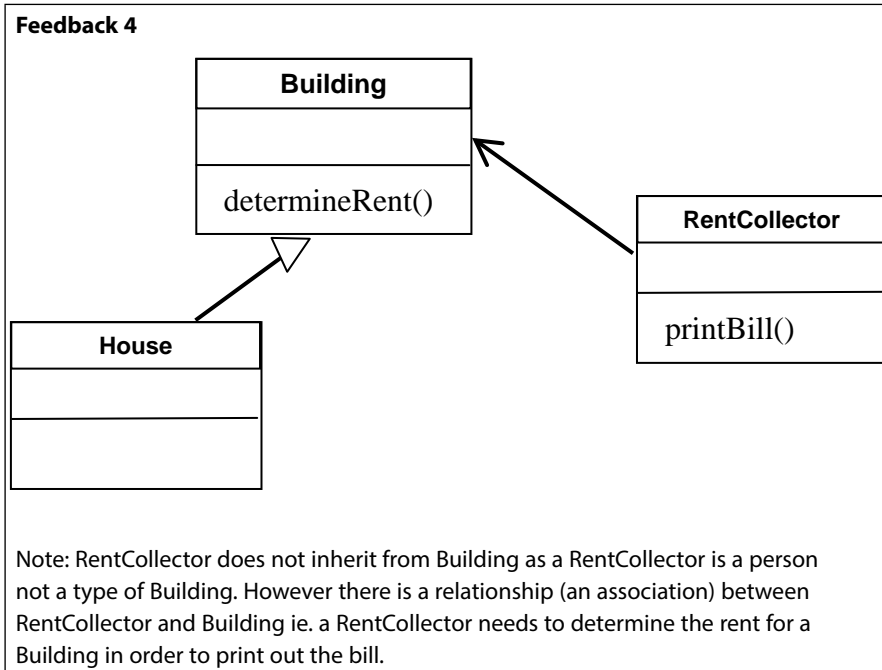 Feedback 4
Building
determineRent()
RentCollector
printBill()
House
Note: RentCollector does not inherit from Building as a RentCollector is a person
not a type of Building. However there is a relationship (an association) between
RentCollector and Building ie. a RentCollector needs to determine the rent for a
Building in order to print out the bill.